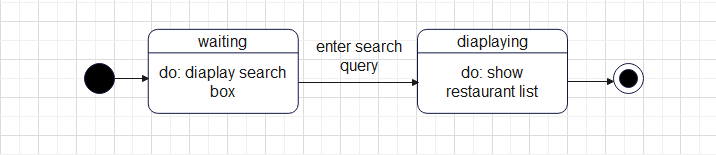 waiting
do: diaplay search
box
enter search
query
diaplaying
do: show
restaurant list